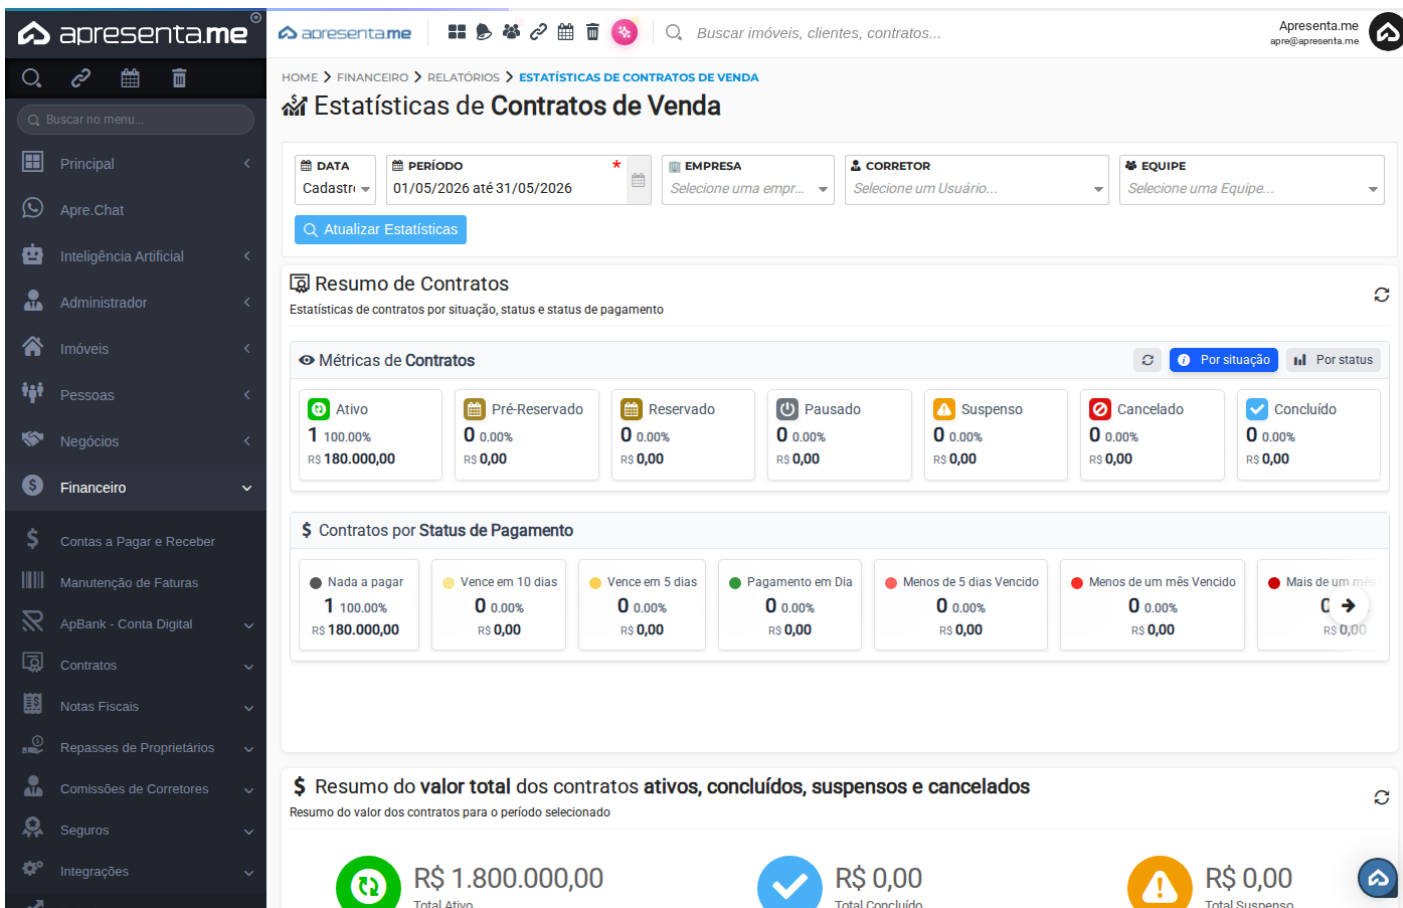 apresenta.me
Buscar no menu...
Principal
Apre.Chat
Inteligência Artificial
Administrador
Imóveis
Pessoas
Negócios
Financeiro
Contas a Pagar e Receber
Manutenção de Faturas
ApBank - Conta Digital
Contratos
Notas Fiscais
Repasses de Proprietários
Comissões de Corretores
Seguros
Integrações
apresenta.me
Buscar imóveis, clientes, contratos...
Apresenta.me
apre@apresenta.me
HOME > FINANCEIRO > RELATÓRIOS > ESTATÍSTICAS DE CONTRATOS DE VENDA
Estatísticas de Contratos de Venda
DATA PERÍODO * EMPRESA CORRETOR EQUIPE
Cadastro 01/05/2026 até 31/05/2026 Selecione uma empr... Selecione um Usuário... Selecione uma Equipe...
Atualizar Estatísticas
Resumo de Contratos
Estatísticas de contratos por situação, status e status de pagamento
Métricas de Contratos Por situação Por status
Ativo Pré-Reservado Reservado Pausado Suspenso Cancelado Concluído
1 100.00% 0 0.00% 0 0.00% 0 0.00% 0 0.00% 0 0.00% 0 0.00%
R$ 180.000,00 R$ 0,00 R$ 0,00 R$ 0,00 R$ 0,00 R$ 0,00 R$ 0,00
$ Contratos por Status de Pagamento
Nada a pagar Vence em 10 dias Vence em 5 dias Pagamento em Dia Menos de 5 dias Vencido Menos de um mês Vencido Mais de um mês
1 100.00% 0 0.00% 0 0.00% 0 0.00% 0 0.00% 0 0.00% 0
R$ 180.000,00 R$ 0,00 R$ 0,00 R$ 0,00 R$ 0,00 R$ 0,00 R$ 0,00
$ Resumo do valor total dos contratos ativos, concluídos, suspensos e cancelados
Resumo do valor dos contratos para o período selecionado
R$ 1.800.000,00 R$ 0,00 R$ 0,00
Total Ativo Total Concluído Total Suspenso